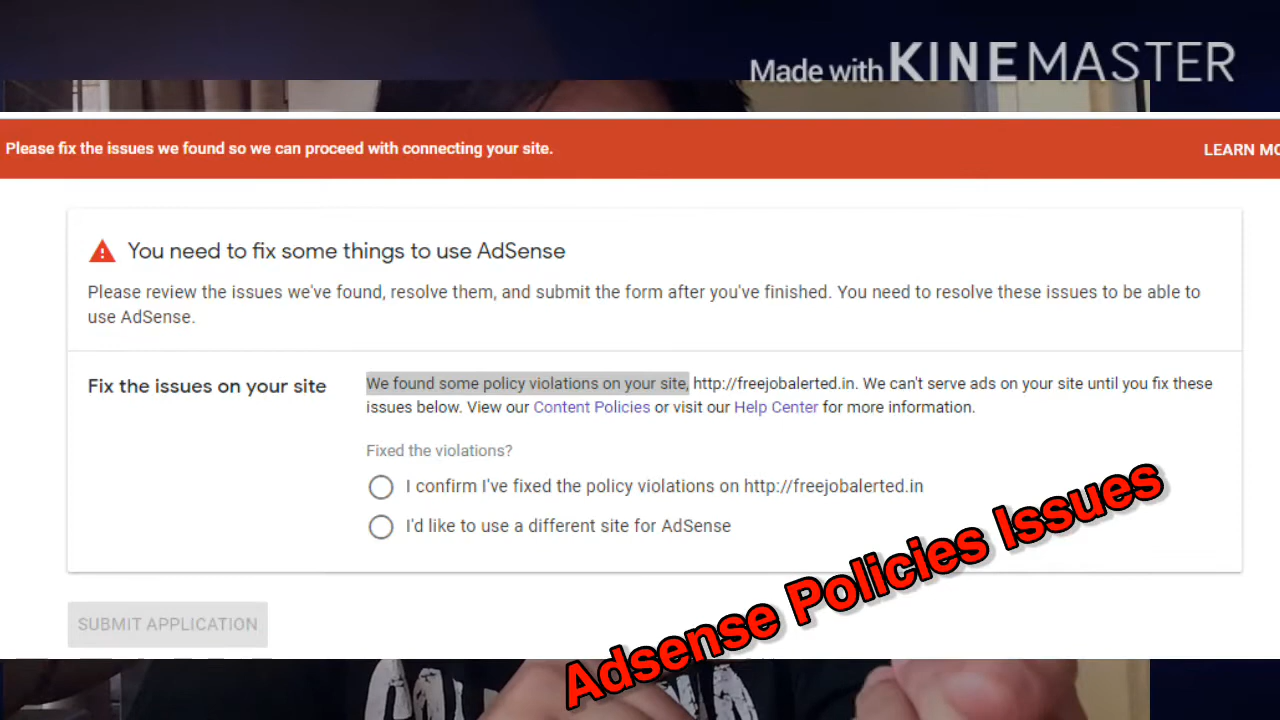 Made with KINEMASTER
Please fix the issues we found so we can proceed with connecting your site.
LEARN
You need to fix some things to use AdSense
Please review the issues we've found, resolve them, and submit the form after you've finished. You need to resolve these issues to be able to
use AdSense.
Fix the issues on your site
We found some policy violations on your site, http://freejobalerted.in. We can't serve ads on your site until you fix these
issues below. View our Content Policies or visit our Help Center for more information.
Fixed the violations?
I confirm I've fixed the policy violations on http://freejobalerted.in
I'd like to use a different site for AdSense
Adsense Policies Issues
SUBMIT APPLICATION